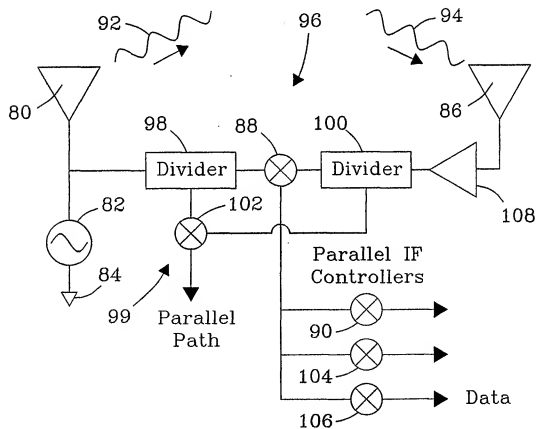 92
94
96
80
86
98
88
100
Divider
Divider
102
108
82
84
99
Parallel
Path
Parallel IF
Controllers
90
104
106
Data